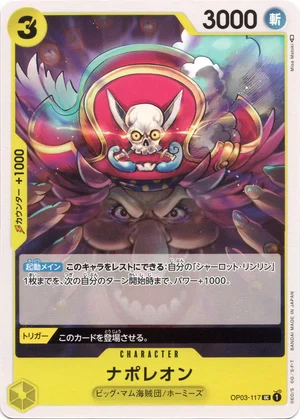 3
3000
斬
カウンター +1000
起動メイン このキャラをレストにできる：自分の「シャーロット・リンリン」
1枚までを、次の自分のターン開始時まで、パワー+1000。
トリガー このカードを登場させる。
CHARACTER
ナポレオン
ビッグ・マム海賊団/ホーミーズ
OP03-117 UC 1
BANDAI MADE IN JAPAN